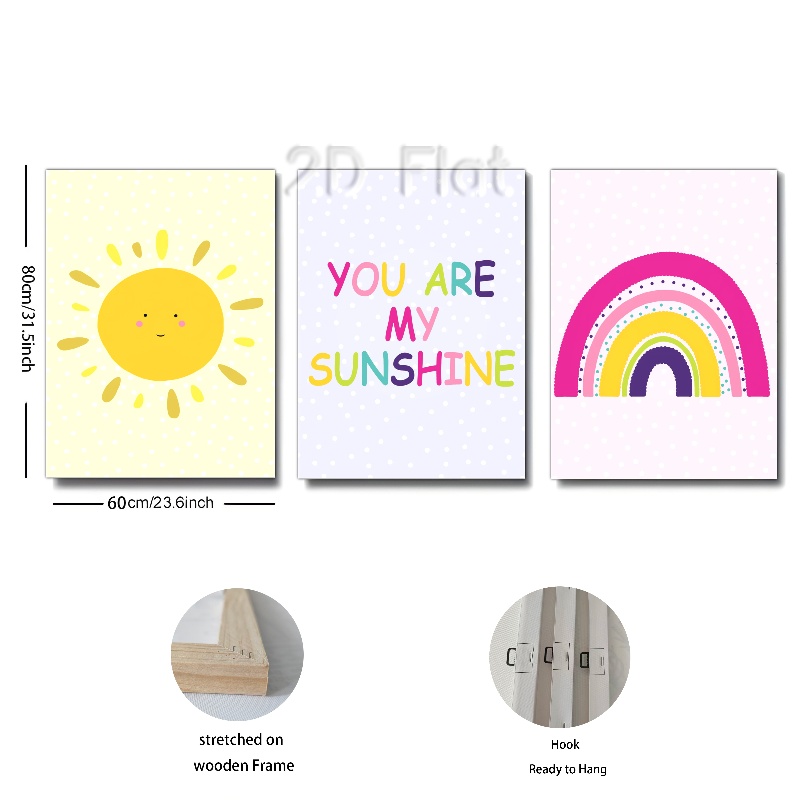 2D Flat
80cm/31.5inch
YOU ARE
MY
SUNSHINE
60cm/23.6inch
stretched on
wooden Frame
Hook
Ready to Hang